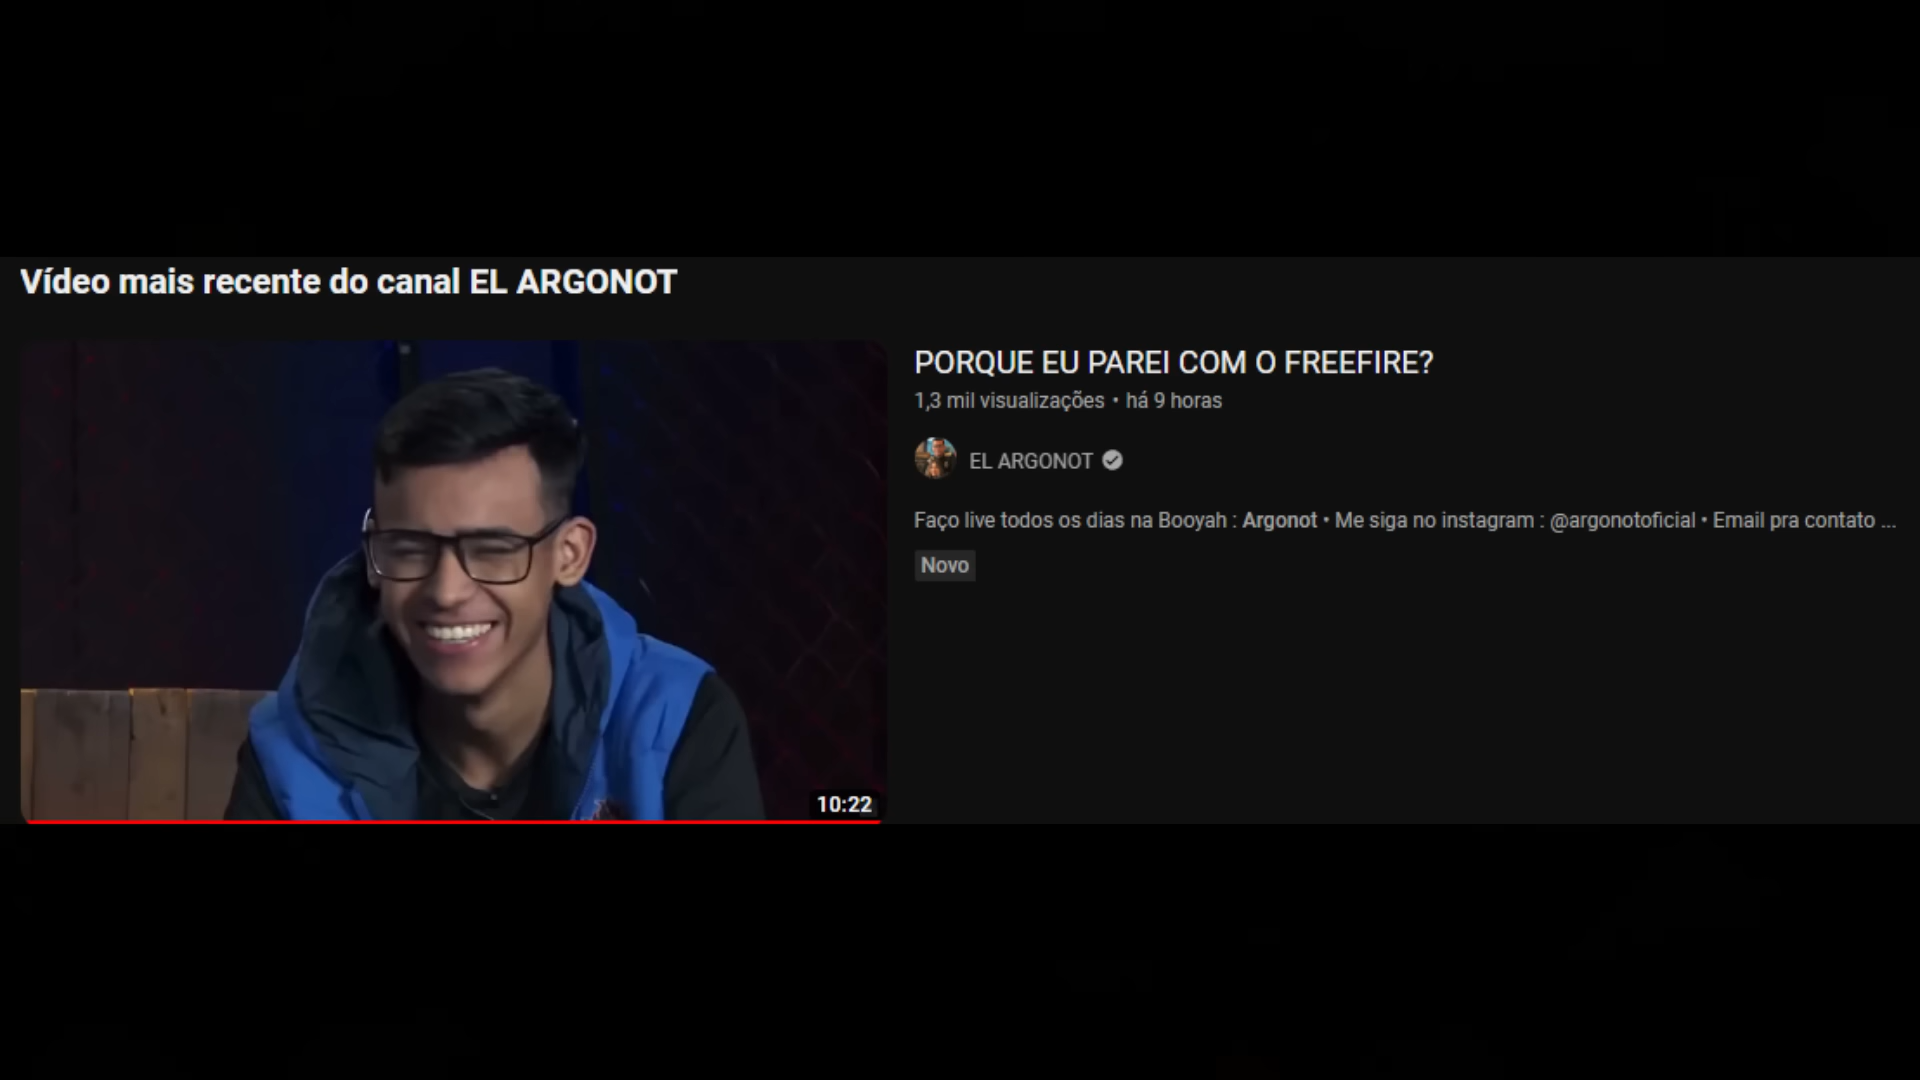 Vídeo mais recente do canal EL ARGONOT
PORQUE EU PAREI COM O FREEFIRE?
1,3 mil visualizações • há 9 horas
EL ARGONOT
Faço live todos os dias na Booyah : Argonot • Me siga no instagram : @argonotoficial • Email pra contato ...
Novo
10:22